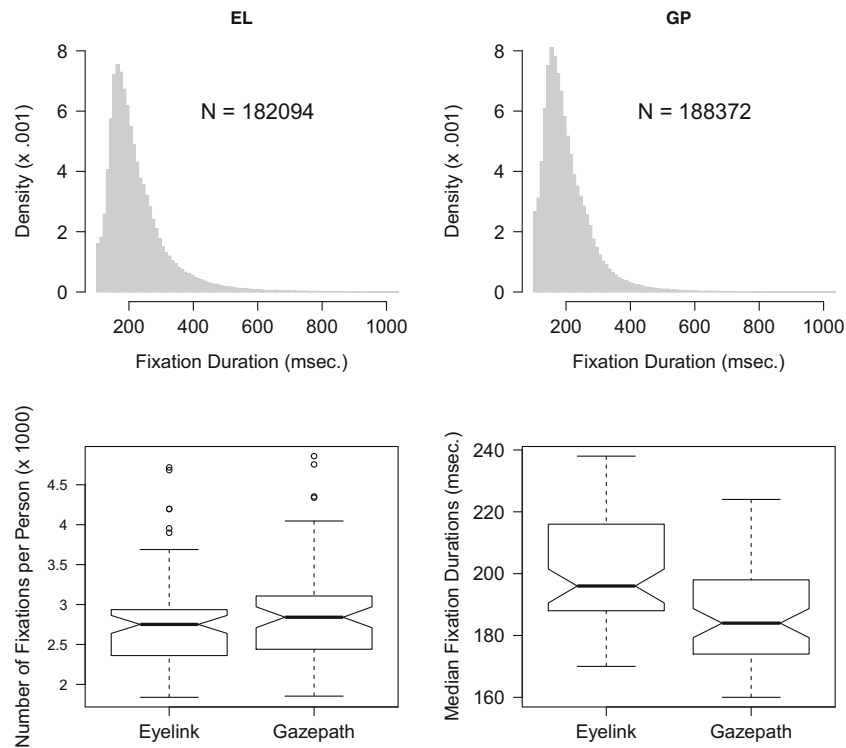 EL
8
6
4
2
0
Density (x .001)
N = 182094
200 400 600 800 1000
Fixation Duration (msec.)
GP
8
6
4
2
0
Density (x .001)
N = 188372
200 400 600 800 1000
Fixation Duration (msec.)
Number of Fixations per Person (x 1000)
4.5
4
3.5
3
2.5
2
Eyelink Gazepath
Median Fixation Durations (msec.)
240
220
200
180
160
Eyelink Gazepath